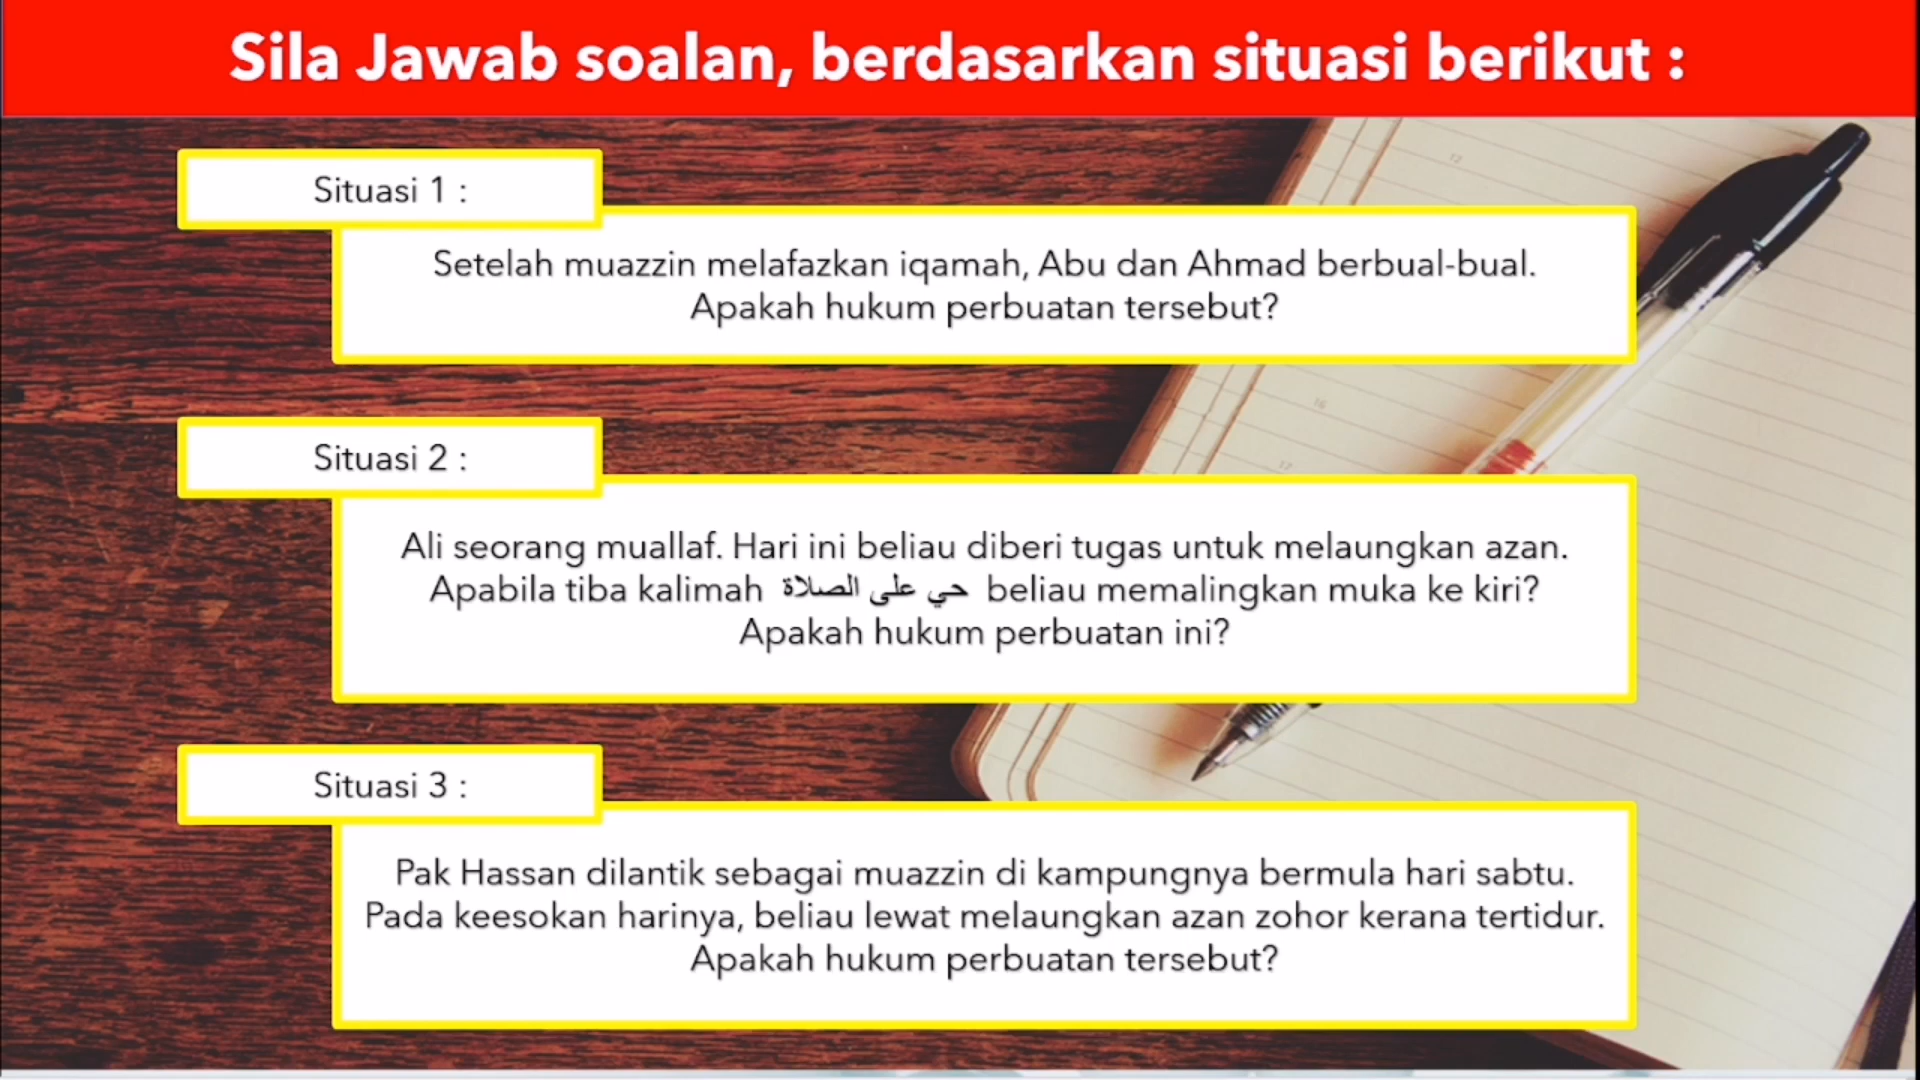 Sila Jawab soalan, berdasarkan situasi berikut :
Situasi 1 :
Setelah muazzin melafazkan iqamah, Abu dan Ahmad berbual-bual.
Apakah hukum perbuatan tersebut?
Situasi 2 :
Ali seorang muallaf. Hari ini beliau diberi tugas untuk melaungkan azan.
Apabila tiba kalimah حي على الصلاة beliau memalingkan muka ke kiri?
Apakah hukum perbuatan ini?
Situasi 3 :
Pak Hassan dilantik sebagai muazzin di kampungnya bermula hari sabtu.
Pada keesokan harinya, beliau lewat melaungkan azan zohor kerana tertidur.
Apakah hukum perbuatan tersebut?
12
16
17